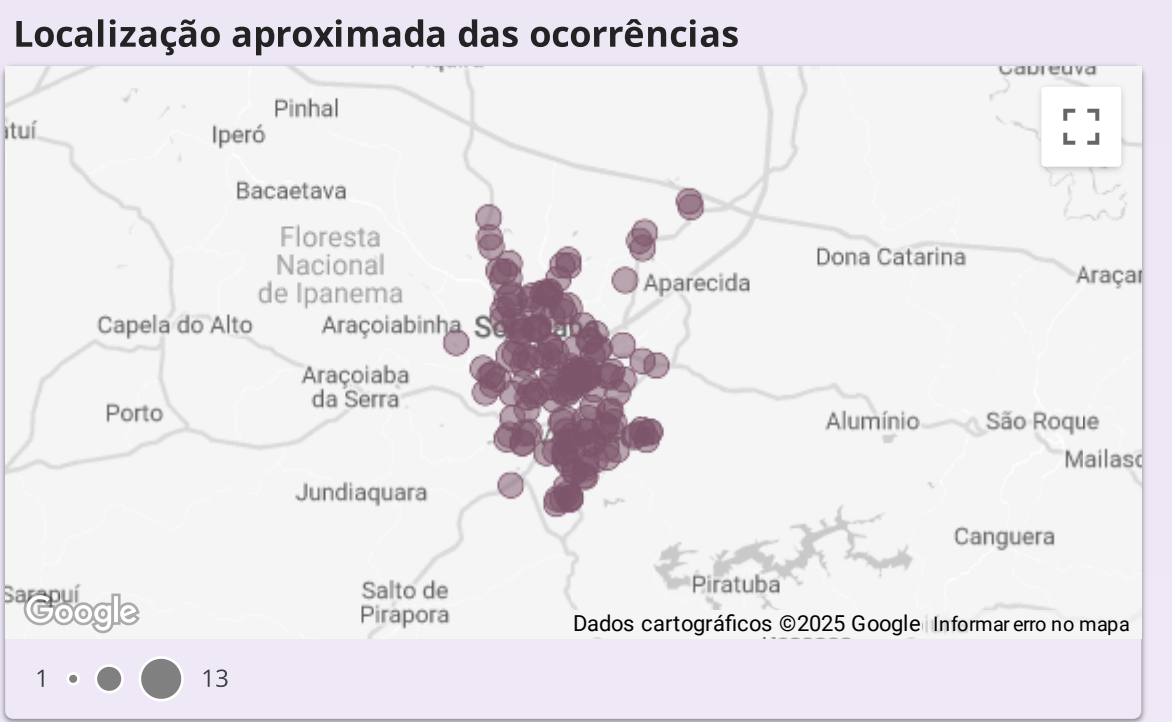 Localização aproximada das ocorrências
Pinhal
Iperó
Bacaetava
Floresta
Nacional
de Ipanema
Dona Catarina
Aparecida
Capela do Alto
Araçoiabinha
Araçoiaba
da Serra
Porto
Alumínio
São Roque
Jundiaquara
Canguera
Salto de
Pirapora
Piratuba
Sarapuí
Google
Dados cartográficos ©2025 Google
Informar erro no mapa
1
13